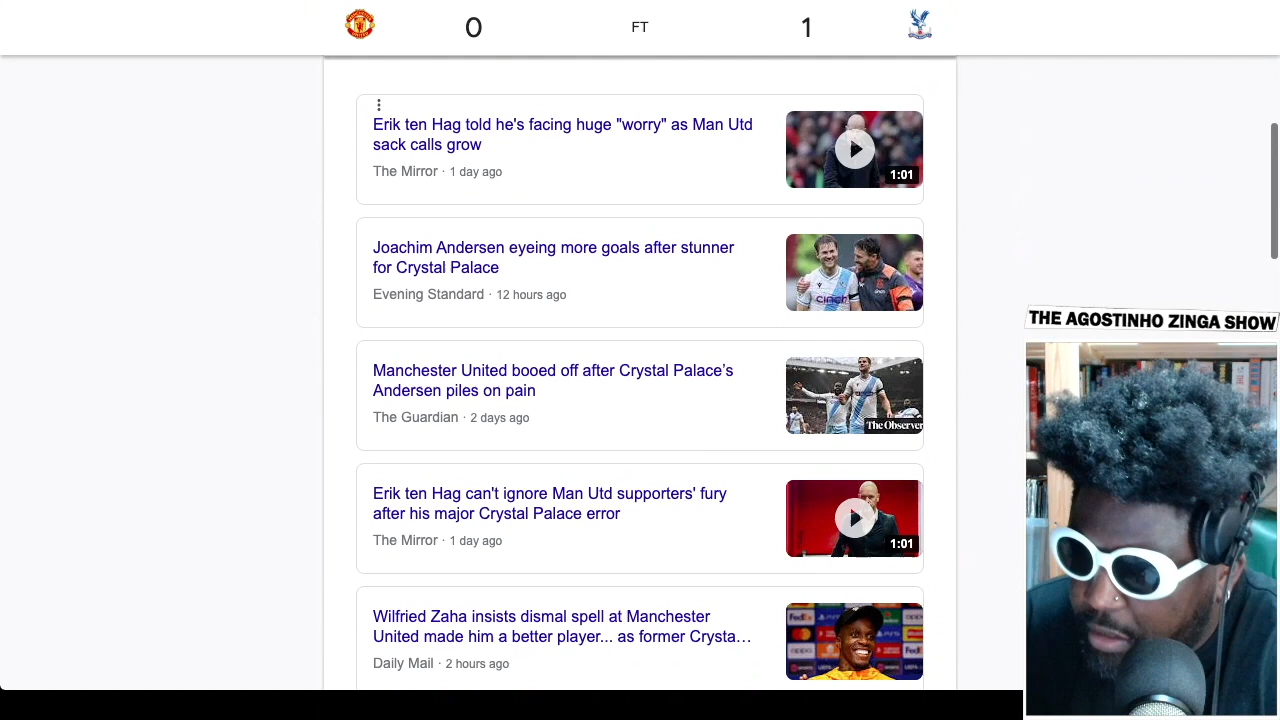 0 FT 1
Erik ten Hag told he's facing huge "worry" as Man Utd
sack calls grow
The Mirror · 1 day ago
1:01
Joachim Andersen eyeing more goals after stunner
for Crystal Palace
Evening Standard · 12 hours ago
cinch
Manchester United booed off after Crystal Palace’s
Andersen piles on pain
The Guardian · 2 days ago
The Observer
Erik ten Hag can't ignore Man Utd supporters' fury
after his major Crystal Palace error
The Mirror · 1 day ago
1:01
Wilfried Zaha insists dismal spell at Manchester
United made him a better player... as former Crysta…
Daily Mail · 2 hours ago
THE AGOSTINHO ZINGA SHOW